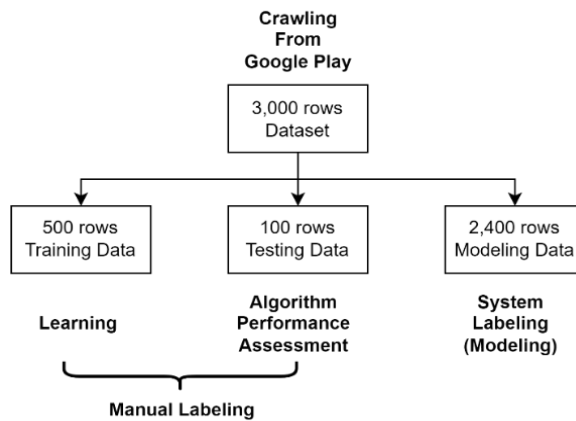 Crawling
From
Google Play
3,000 rows
Dataset
500 rows
Training Data
100 rows
Testing Data
2,400 rows
Modeling Data
Learning
Algorithm
Performance
Assessment
System
Labeling
(Modeling)
Manual Labeling